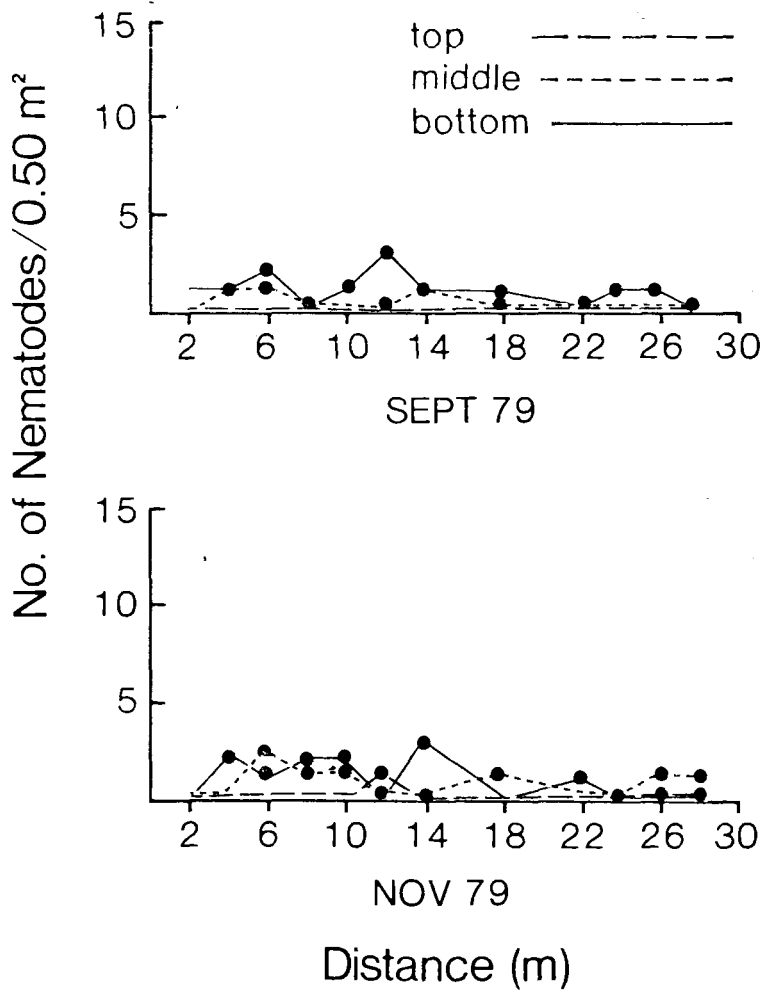 No. of Nematodes/0.50 m²
15
10
5
top
middle
bottom
2 6 10 14 18 22 26 30
SEPT 79
15
10
5
2 6 10 14 18 22 26 30
NOV 79
Distance (m)